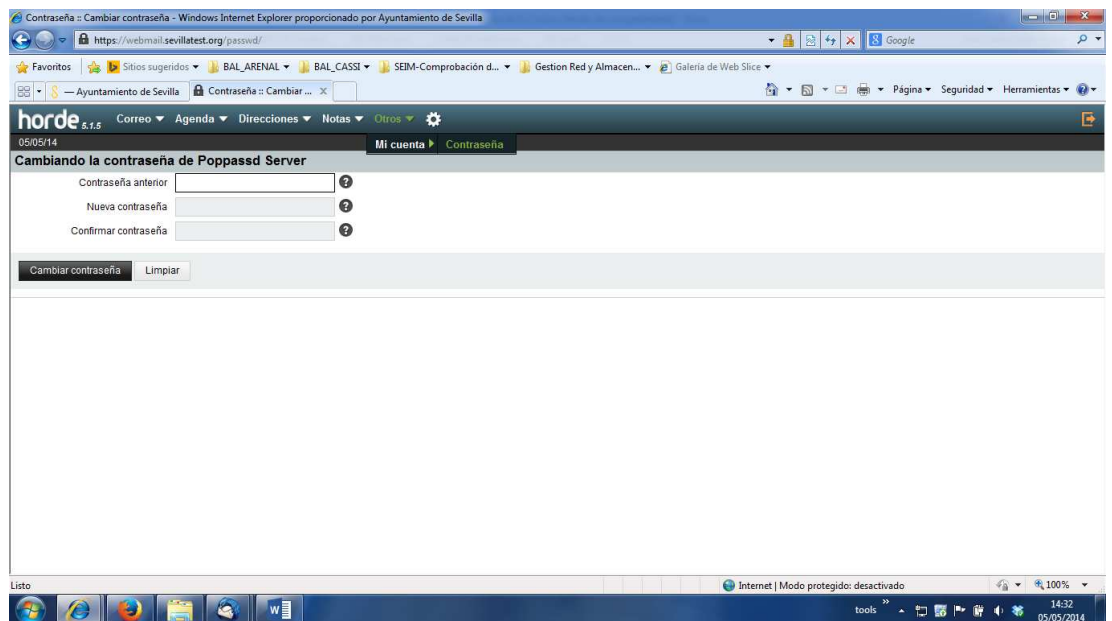 Contraseña :: Cambiar contraseña - Windows Internet Explorer proporcionado por Ayuntamiento de Sevilla
https://webmail.sevillatest.org/passwd/
Google
Favoritos Sitios sugeridos BAL_ARENAL BAL_CASSI SEIM-Comprobación d... Gestion Red y Almacen... Galería de Web Slice
— Ayuntamiento de Sevilla Contraseña :: Cambiar ... X Página Seguridad Herramientas
horde 5.1.5 Correo Agenda Direcciones Notas Otros
05/05/14 Mi cuenta Contraseña
Cambiando la contraseña de Poppassd Server
Contraseña anterior
Nueva contraseña
Confirmar contraseña
Cambiar contraseña Limpiar
Listo Internet | Modo protegido: desactivado 100%
tools » 14:32
05/05/2014